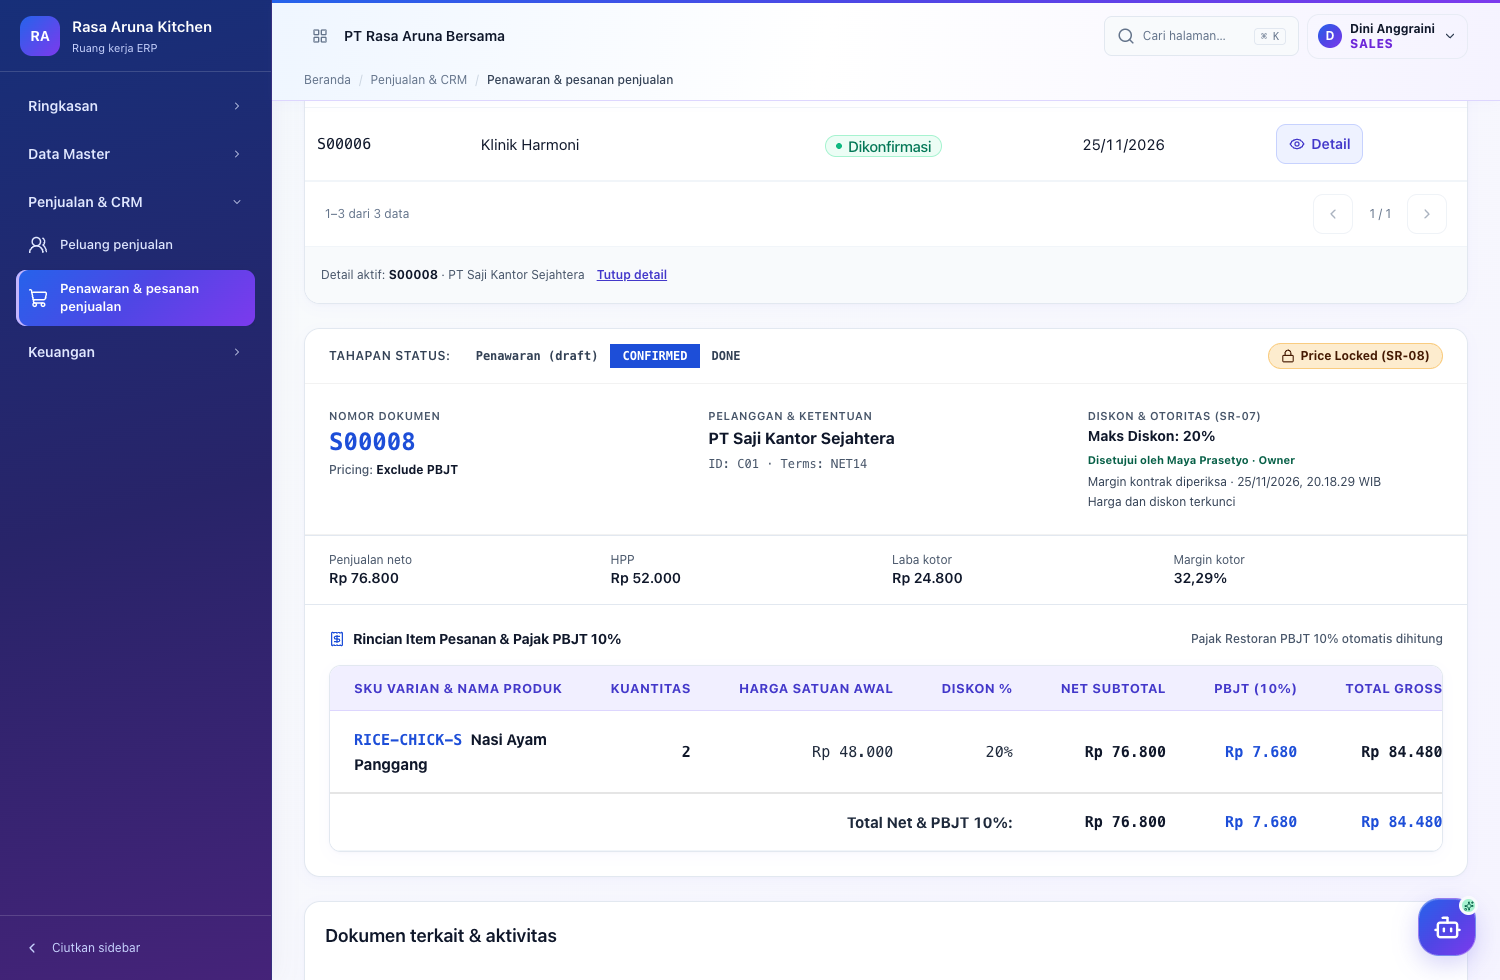 RA
Rasa Aruna Kitchen
Ruang kerja ERP
PT Rasa Aruna Bersama
Cari halaman...
⌘ K
D
Dini Anggraini
SALES
Beranda / Penjualan & CRM / Penawaran & pesanan penjualan
Ringkasan
Data Master
Penjualan & CRM
Peluang penjualan
Penawaran & pesanan
penjualan
Keuangan
Ciutkan sidebar
S00006 Klinik Harmoni Dikonfirmasi 25/11/2026 Detail
1–3 dari 3 data
1 / 1
Detail aktif: S00008 · PT Saji Kantor Sejahtera Tutup detail
TAHAPAN STATUS: Penawaran (draft) CONFIRMED DONE
Price Locked (SR-08)
NOMOR DOKUMEN
S00008
Pricing: Exclude PBJT
PELANGGAN & KETENTUAN
PT Saji Kantor Sejahtera
ID: C01 · Terms: NET14
DISKON & OTORITAS (SR-07)
Maks Diskon: 20%
Disetujui oleh Maya Prasetyo · Owner
Margin kontrak diperiksa · 25/11/2026, 20.18.29 WIB
Harga dan diskon terkunci
Penjualan neto
Rp 76.800
HPP
Rp 52.000
Laba kotor
Rp 24.800
Margin kotor
32,29%
Rincian Item Pesanan & Pajak PBJT 10%
Pajak Restoran PBJT 10% otomatis dihitung
SKU VARIAN & NAMA PRODUK KUANTITAS HARGA SATUAN AWAL DISKON % NET SUBTOTAL PBJT (10%) TOTAL GROSS
RICE-CHICK-S Nasi Ayam
Panggang
2 Rp 48.000 20% Rp 76.800 Rp 7.680 Rp 84.480
Total Net & PBJT 10%: Rp 76.800 Rp 7.680 Rp 84.480
Dokumen terkait & aktivitas